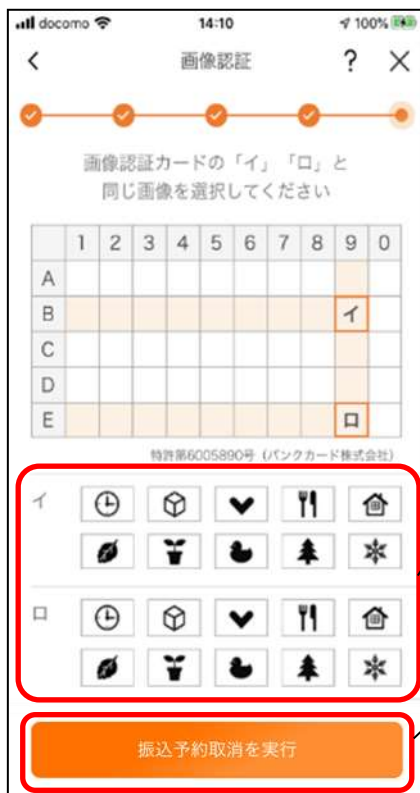 docomo 14:10 100%
画像認証 ?
画像認証カードの「イ」「ロ」と
同じ画像を選択してください
1 2 3 4 5 6 7 8 9 0
A
B イ
C
D
E ロ
特許第6005890号 (バンクカード株式会社)
イ
ロ
振込予約取消を実行